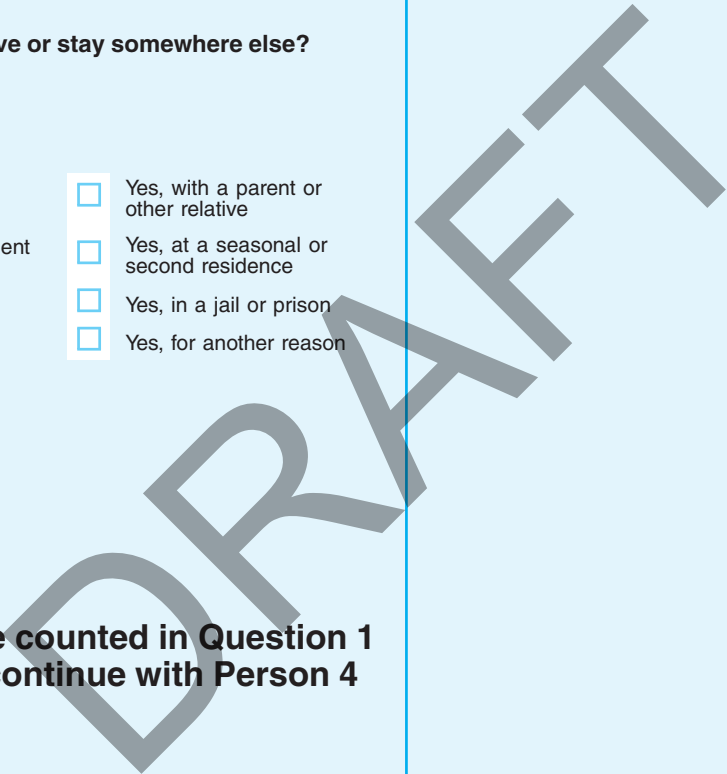 ve or stay somewhere else?
Yes, with a parent or
other relative
ent
Yes, at a seasonal or
second residence
Yes, in a jail or prison
Yes, for another reason
e counted in Question 1
continue with Person 4
DRAFT